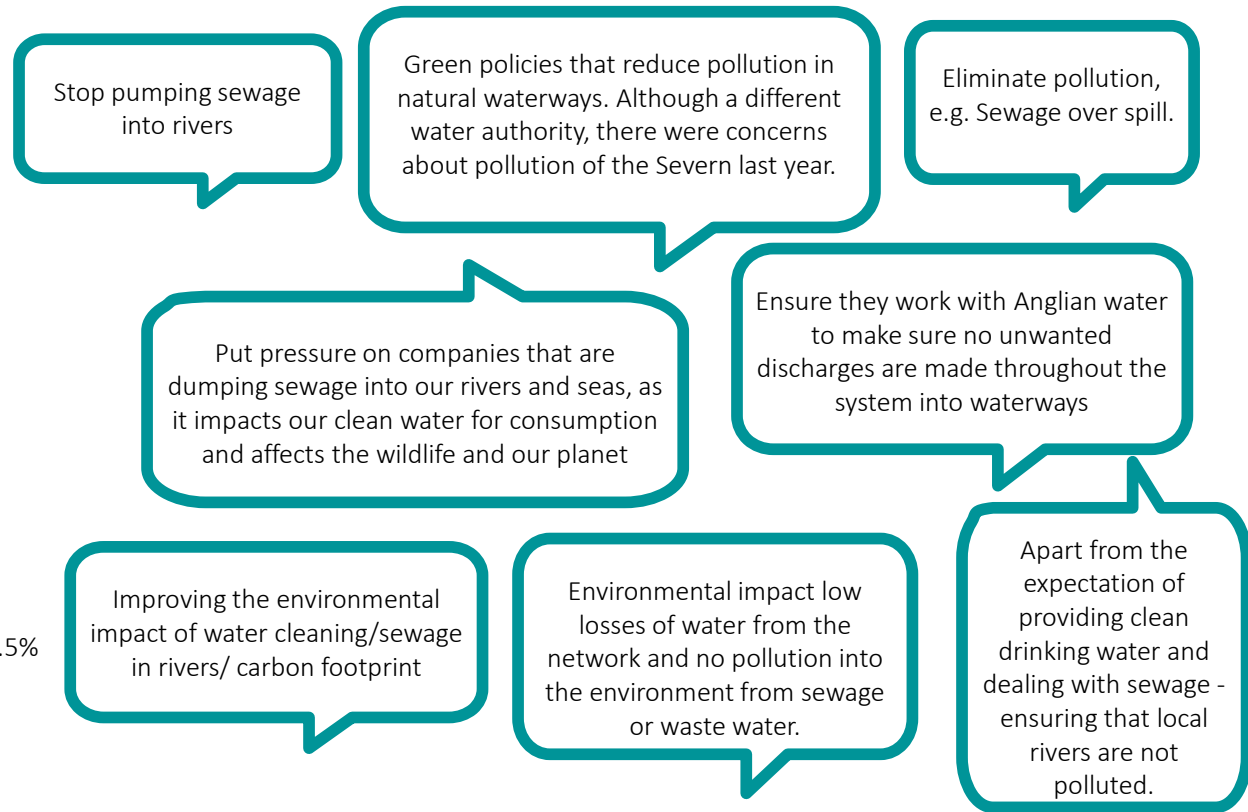 Stop pumping sewage
into rivers
Green policies that reduce pollution in
natural waterways. Although a different
water authority, there were concerns
about pollution of the Severn last year.
Eliminate pollution,
e.g. Sewage over spill.
Put pressure on companies that are
dumping sewage into our rivers and seas, as
it impacts our clean water for consumption
and affects the wildlife and our planet
Ensure they work with Anglian water
to make sure no unwanted
discharges are made throughout the
system into waterways
.5%
Improving the environmental
impact of water cleaning/sewage
in rivers/ carbon footprint
Environmental impact low
losses of water from the
network and no pollution into
the environment from sewage
or waste water.
Apart from the
expectation of
providing clean
drinking water and
dealing with sewage -
ensuring that local
rivers are not
polluted.